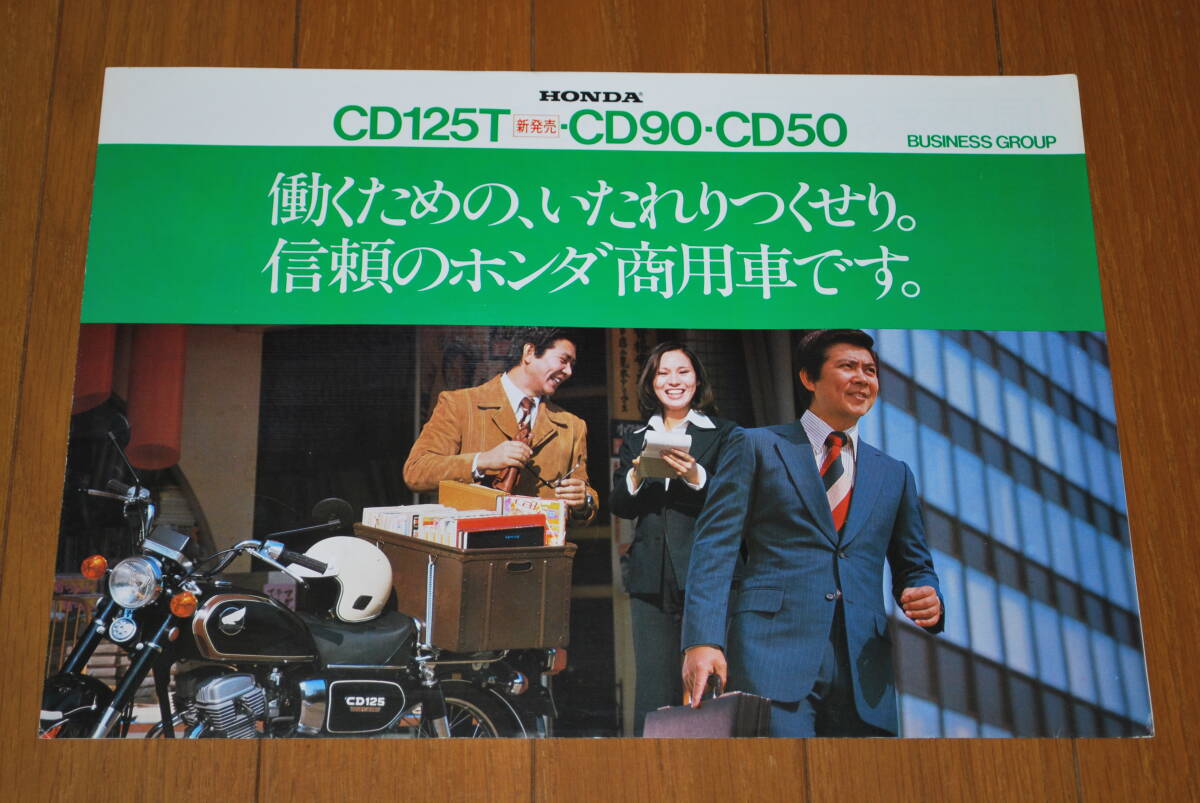 HONDA
CD125T 新発売・CD90・CD50
BUSINESS GROUP
働くための、いたれりつくせり。
信頼のホンダ商用車です。
CD125